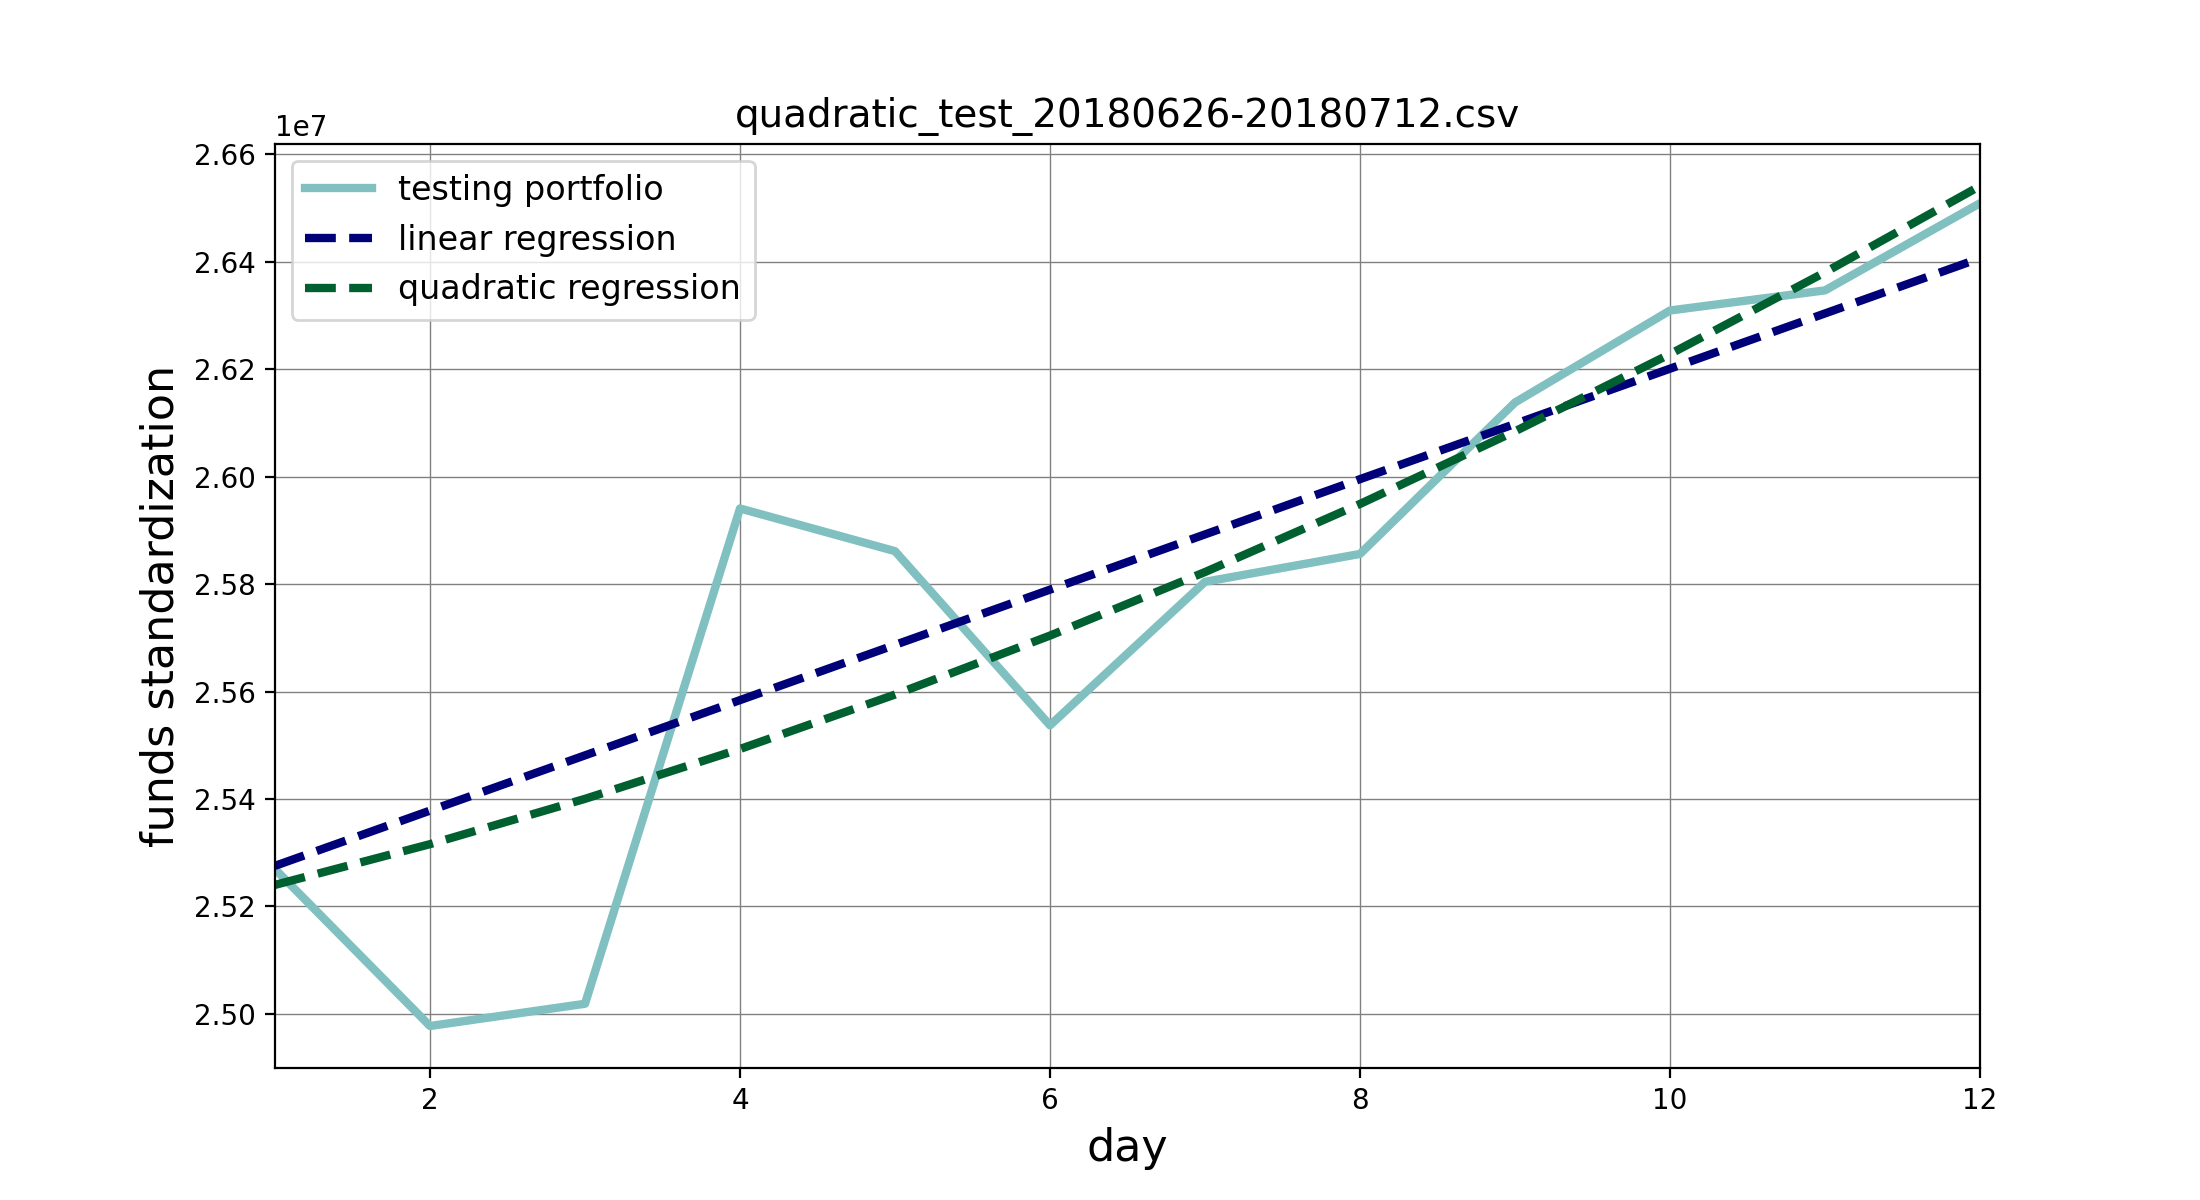 quadratic_test_20180626-20180712.csv
1e7
2.66
2.64
2.62
2.60
2.58
2.56
2.54
2.52
2.50
funds standardization
testing portfolio
linear regression
quadratic regression
2 4 6 8 10 12
day